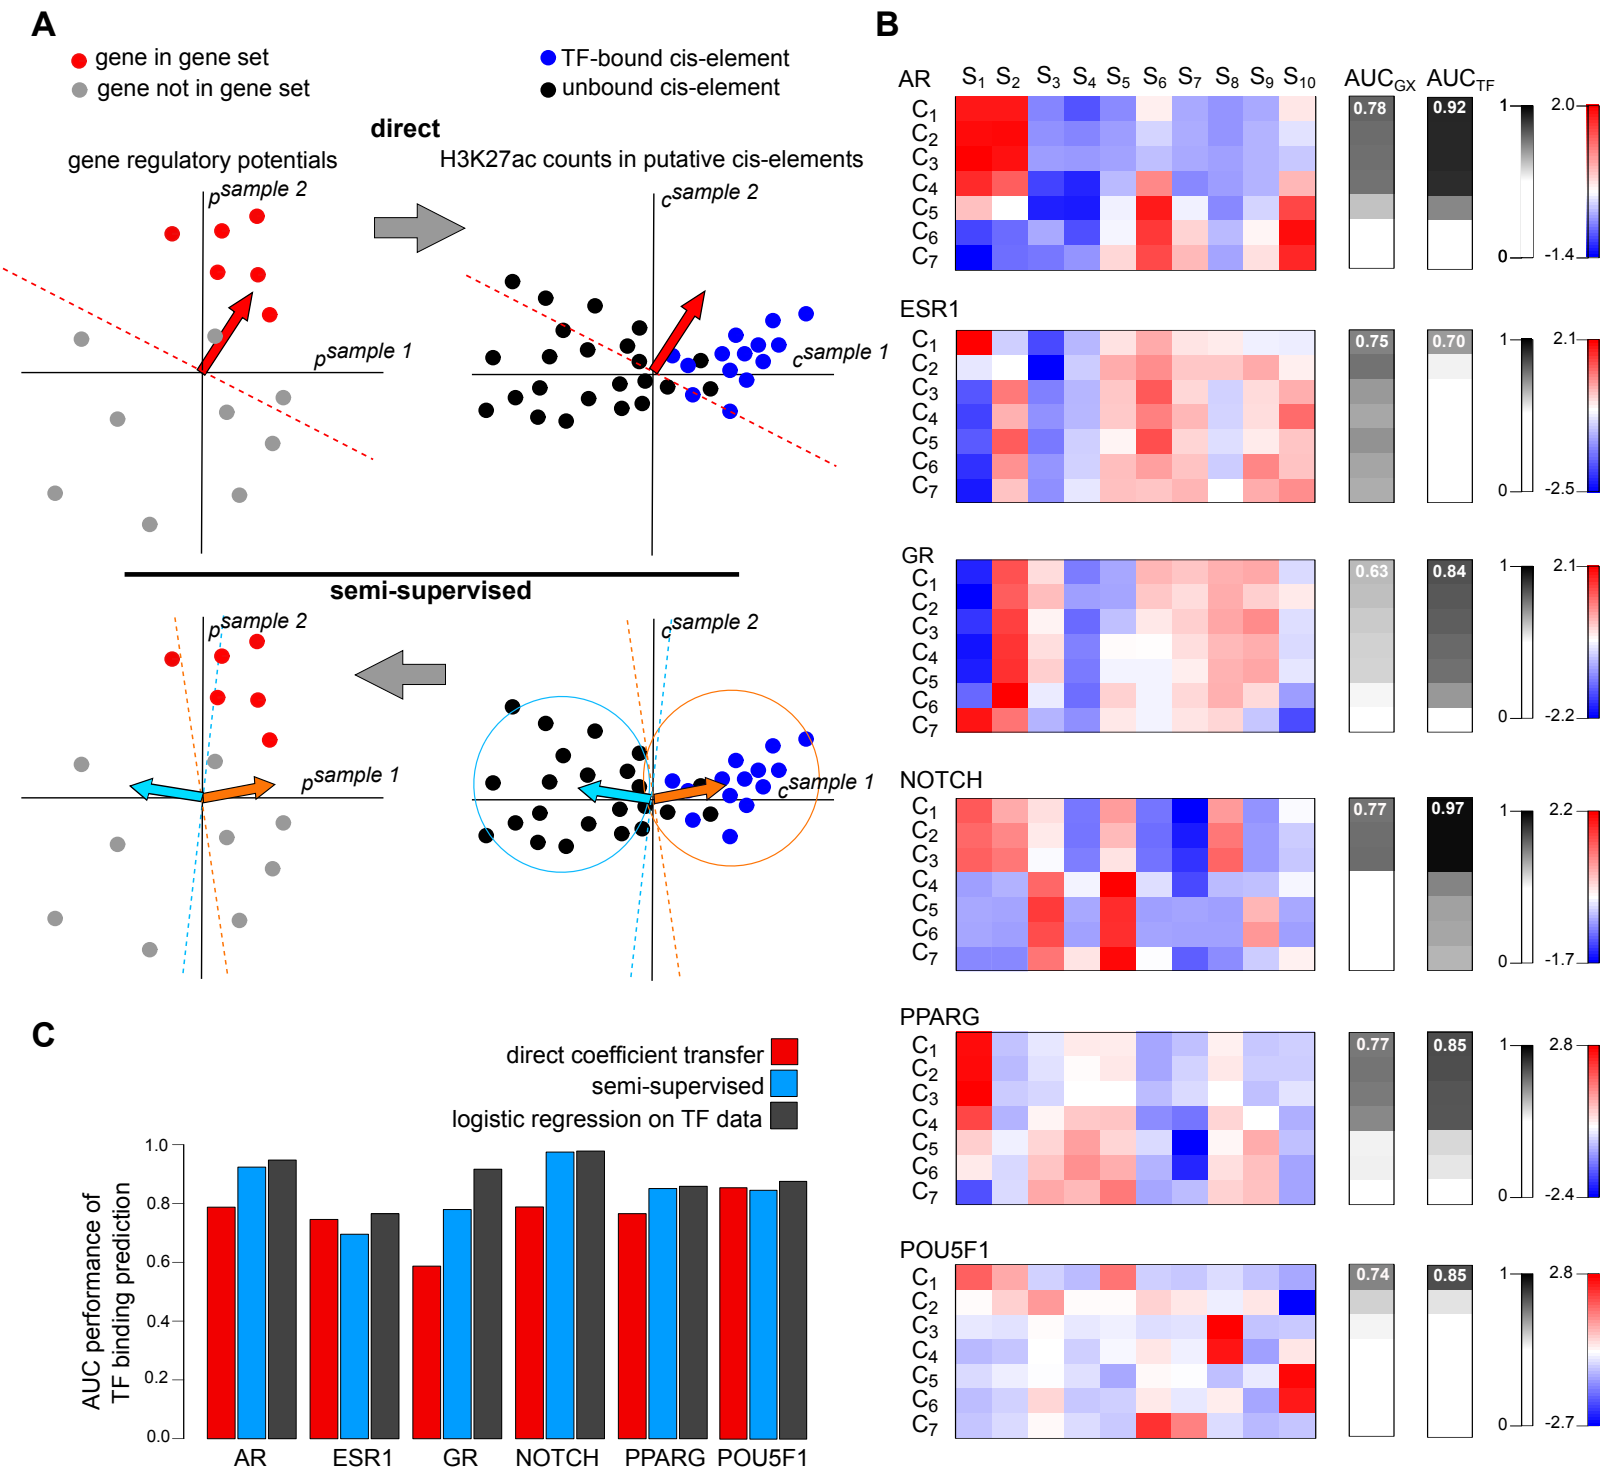 A
gene in gene set
gene not in gene set
TF-bound cis-element
unbound cis-element
direct
gene regulatory potentials
H3K27ac counts in putative cis-elements
p sample 2
p sample 1
c sample 2
c sample 1
semi-supervised
p sample 2
p sample 1
c sample 2
c sample 1
B
AR S1 S2 S3 S4 S5 S6 S7 S8 S9 S10 AUCGX AUCTF
C1 0.78 0.92 1 2.0
C2
C3
C4
C5
C6
C7 0 -1.4
ESR1
C1 0.75 0.70 1 2.1
C2
C3
C4
C5
C6
C7 0 -2.5
GR
C1 0.63 0.84 1 2.1
C2
C3
C4
C5
C6
C7 0 -2.2
NOTCH
C1 0.77 0.97 1 2.2
C2
C3
C4
C5
C6
C7 0 -1.7
PPARG
C1 0.77 0.85 1 2.8
C2
C3
C4
C5
C6
C7 0 -2.4
POU5F1
C1 0.74 0.85 1 2.8
C2
C3
C4
C5
C6
C7 0 -2.7
C
direct coefficient transfer
semi-supervised
logistic regression on TF data
AUC performance of
TF binding prediction
1.0
0.8
0.6
0.4
0.2
0.0
AR ESR1 GR NOTCH PPARG POU5F1